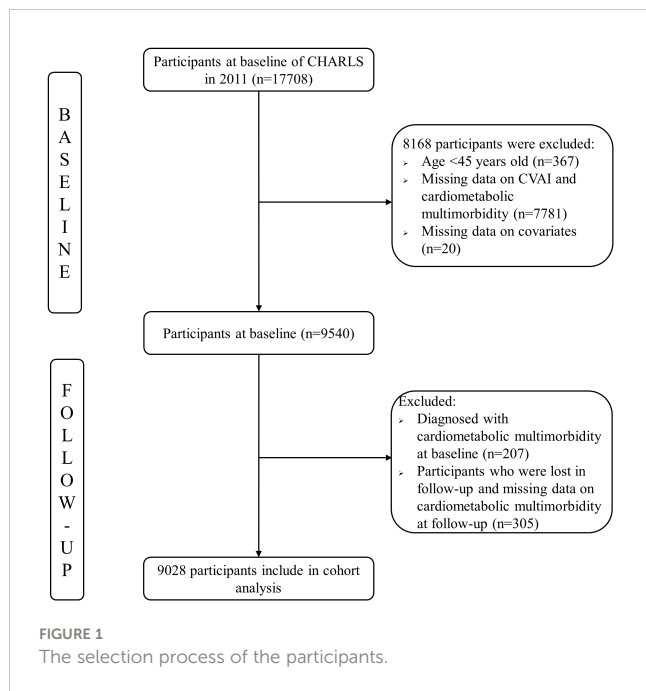 Participants at baseline of CHARLS
in 2011 (n=17708)
BASELINE
8168 participants were excluded:
➢ Age <45 years old (n=367)
➢ Missing data on CVAI and
cardiometabolic
multimorbidity (n=7781)
➢ Missing data on covariates
(n=20)
Participants at baseline (n=9540)
FOLLOW-UP
Excluded:
➢ Diagnosed with
cardiometabolic multimorbidity
at baseline (n=207)
➢ Participants who were lost in
follow-up and missing data on
cardiometabolic multimorbidity
at follow-up (n=305)
9028 participants include in cohort
analysis
FIGURE 1
The selection process of the participants.